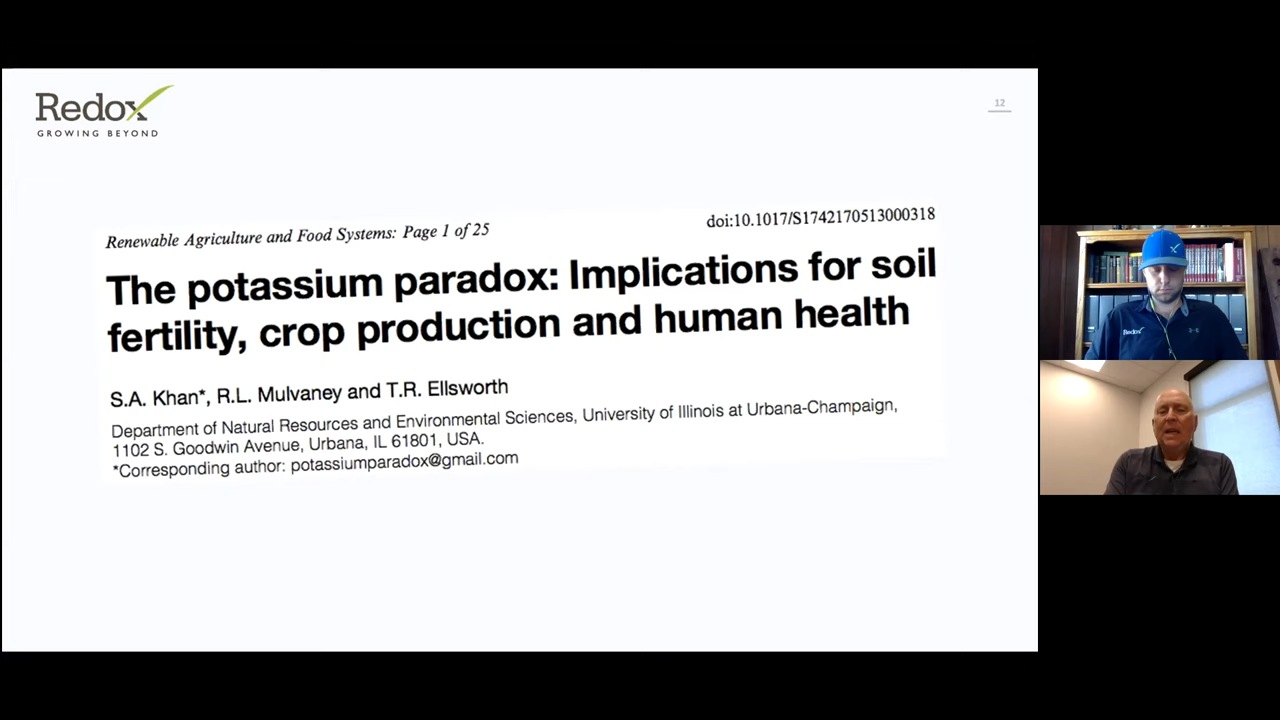 Redox
GROWING BEYOND
12
Renewable Agriculture and Food Systems: Page 1 of 25
doi:10.1017/S1742170513000318
The potassium paradox: Implications for soil
fertility, crop production and human health
S.A. Khan*, R.L. Mulvaney and T.R. Ellsworth
Department of Natural Resources and Environmental Sciences, University of Illinois at Urbana-Champaign,
1102 S. Goodwin Avenue, Urbana, IL 61801, USA.
*Corresponding author: potassiumparadox@gmail.com
Redox